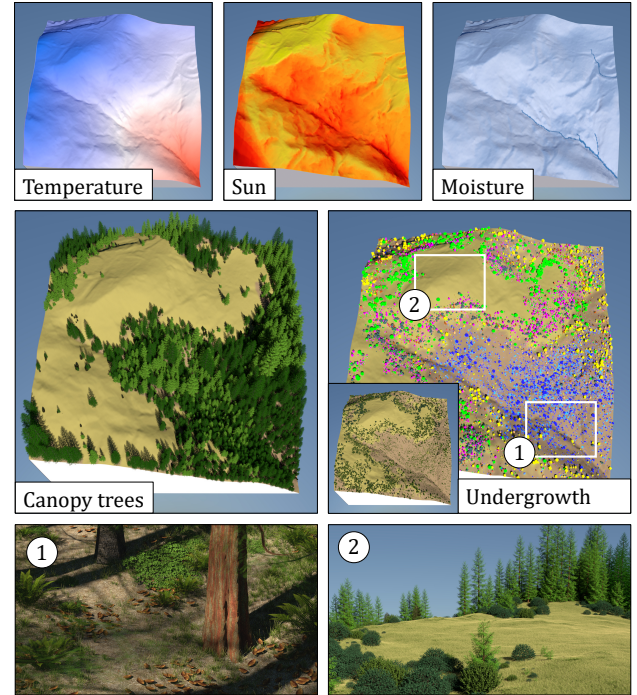 Temperature
Sun
Moisture
2
1
Canopy trees
Undergrowth
1
2